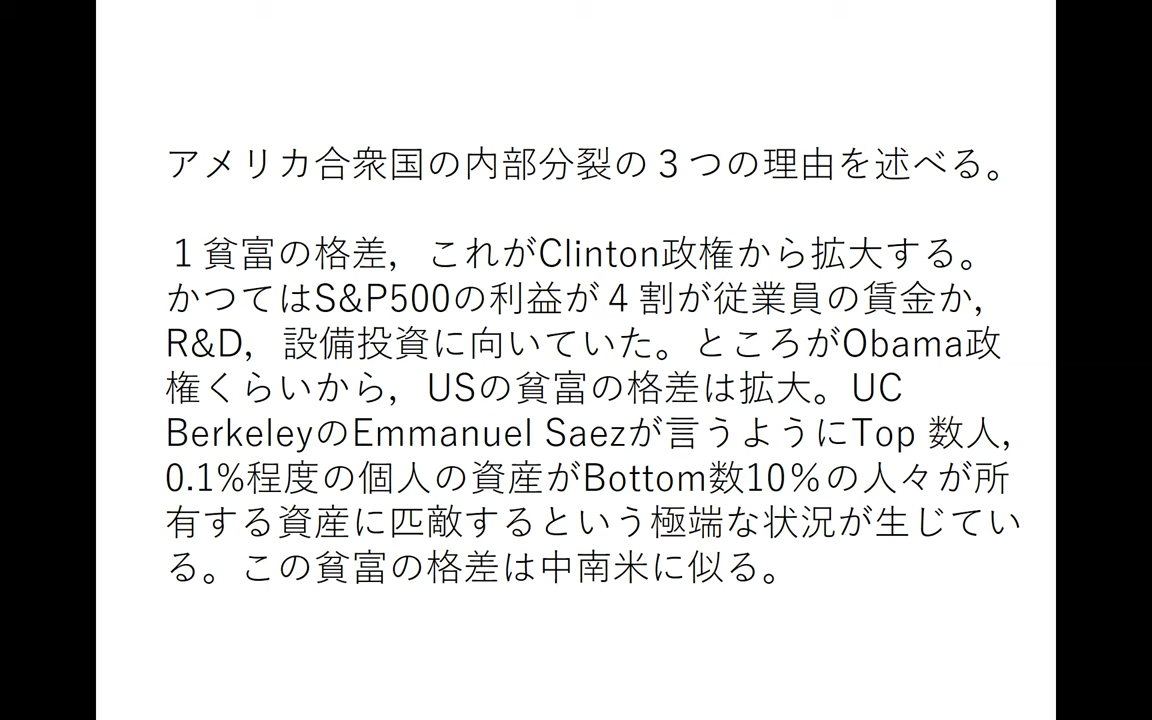 アメリカ合衆国の内部分裂の３つの理由を述べる。
１貧富の格差,　これがClinton政権から拡大する。
かつてはS&P500の利益が４割が従業員の賃金か,
R&D,　設備投資に向いていた。ところがObama政
権くらいから,　USの貧富の格差は拡大。UC
BerkeleyのEmmanuel Saezが言うようにTop 数人,
0.1%程度の個人の資産がBottom数10％の人々が所
有する資産に匹敵するという極端な状況が生じてい
る。この貧富の格差は中南米に似る。